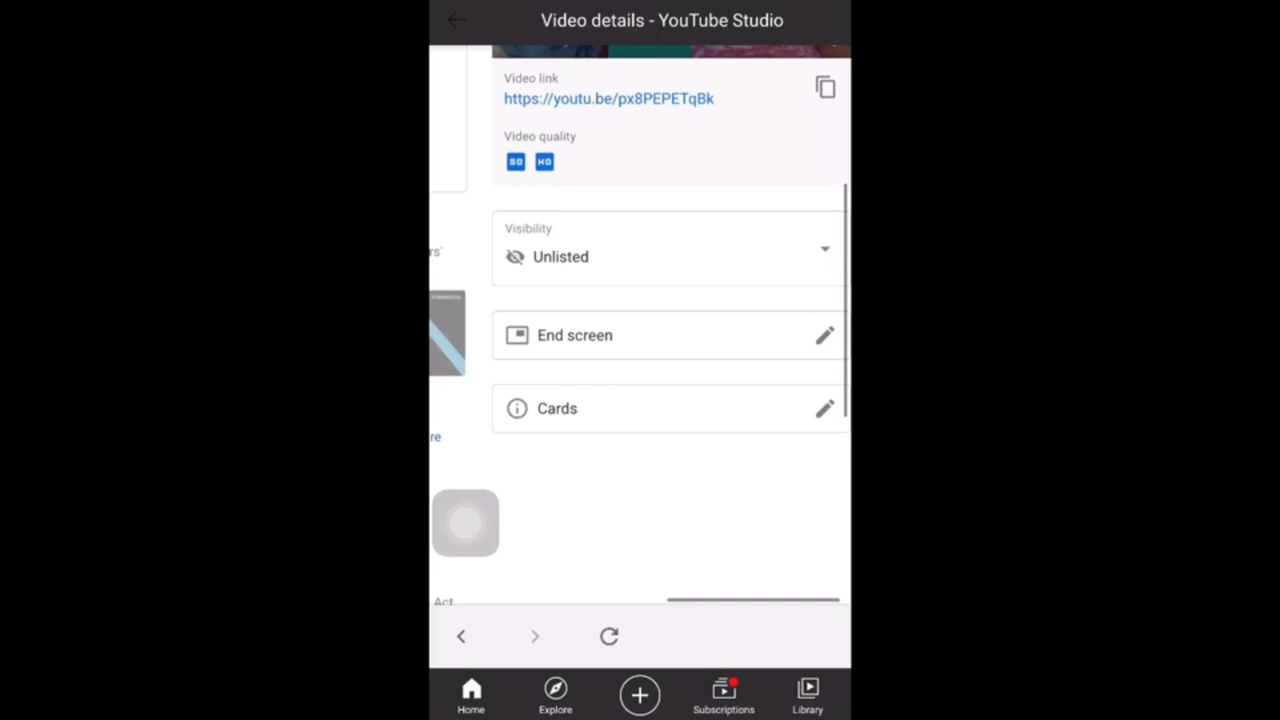 Video details - YouTube Studio
Video link
https://youtu.be/px8PEPETqBk
Video quality
SD HD
Visibility
Unlisted
rs'
End screen
Cards
re
Act
Home
Explore
Subscriptions
Library